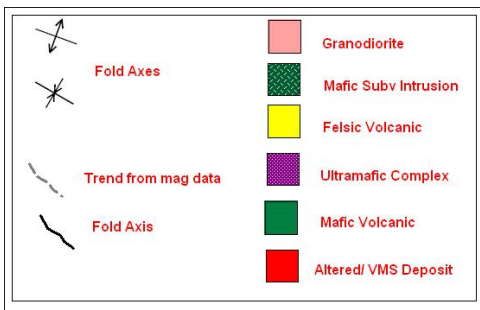 Fold Axes
Trend from mag data
Fold Axis
Granodiorite
Mafic Subv Intrusion
Felsic Volcanic
Ultramafic Complex
Mafic Volcanic
Altered/ VMS Deposit